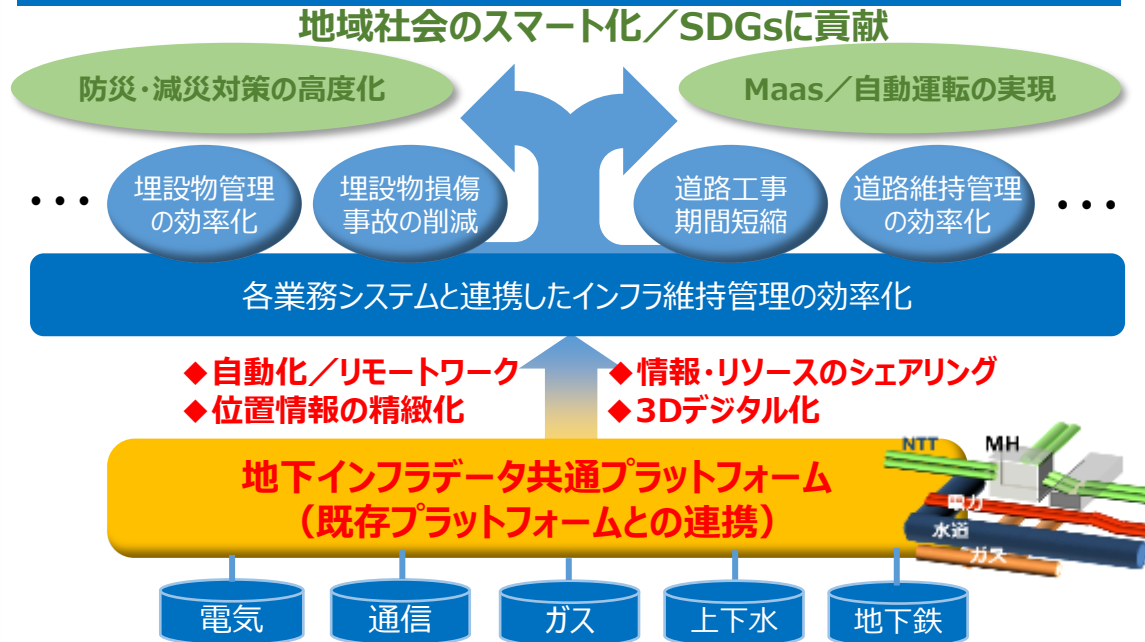 地域社会のスマート化／SDGsに貢献
防災・減災対策の高度化
Maas／自動運転の実現
・・・
埋設物管理
の効率化
埋設物損傷
事故の削減
道路工事
期間短縮
道路維持管理
の効率化
・・・
各業務システムと連携したインフラ維持管理の効率化
◆自動化／リモートワーク
◆位置情報の精緻化
◆情報・リソースのシェアリング
◆3Dデジタル化
地下インフラデータ共通プラットフォーム
（既存プラットフォームとの連携）
NTT
MH
電力
水道
ガス
電気
通信
ガス
上下水
地下鉄